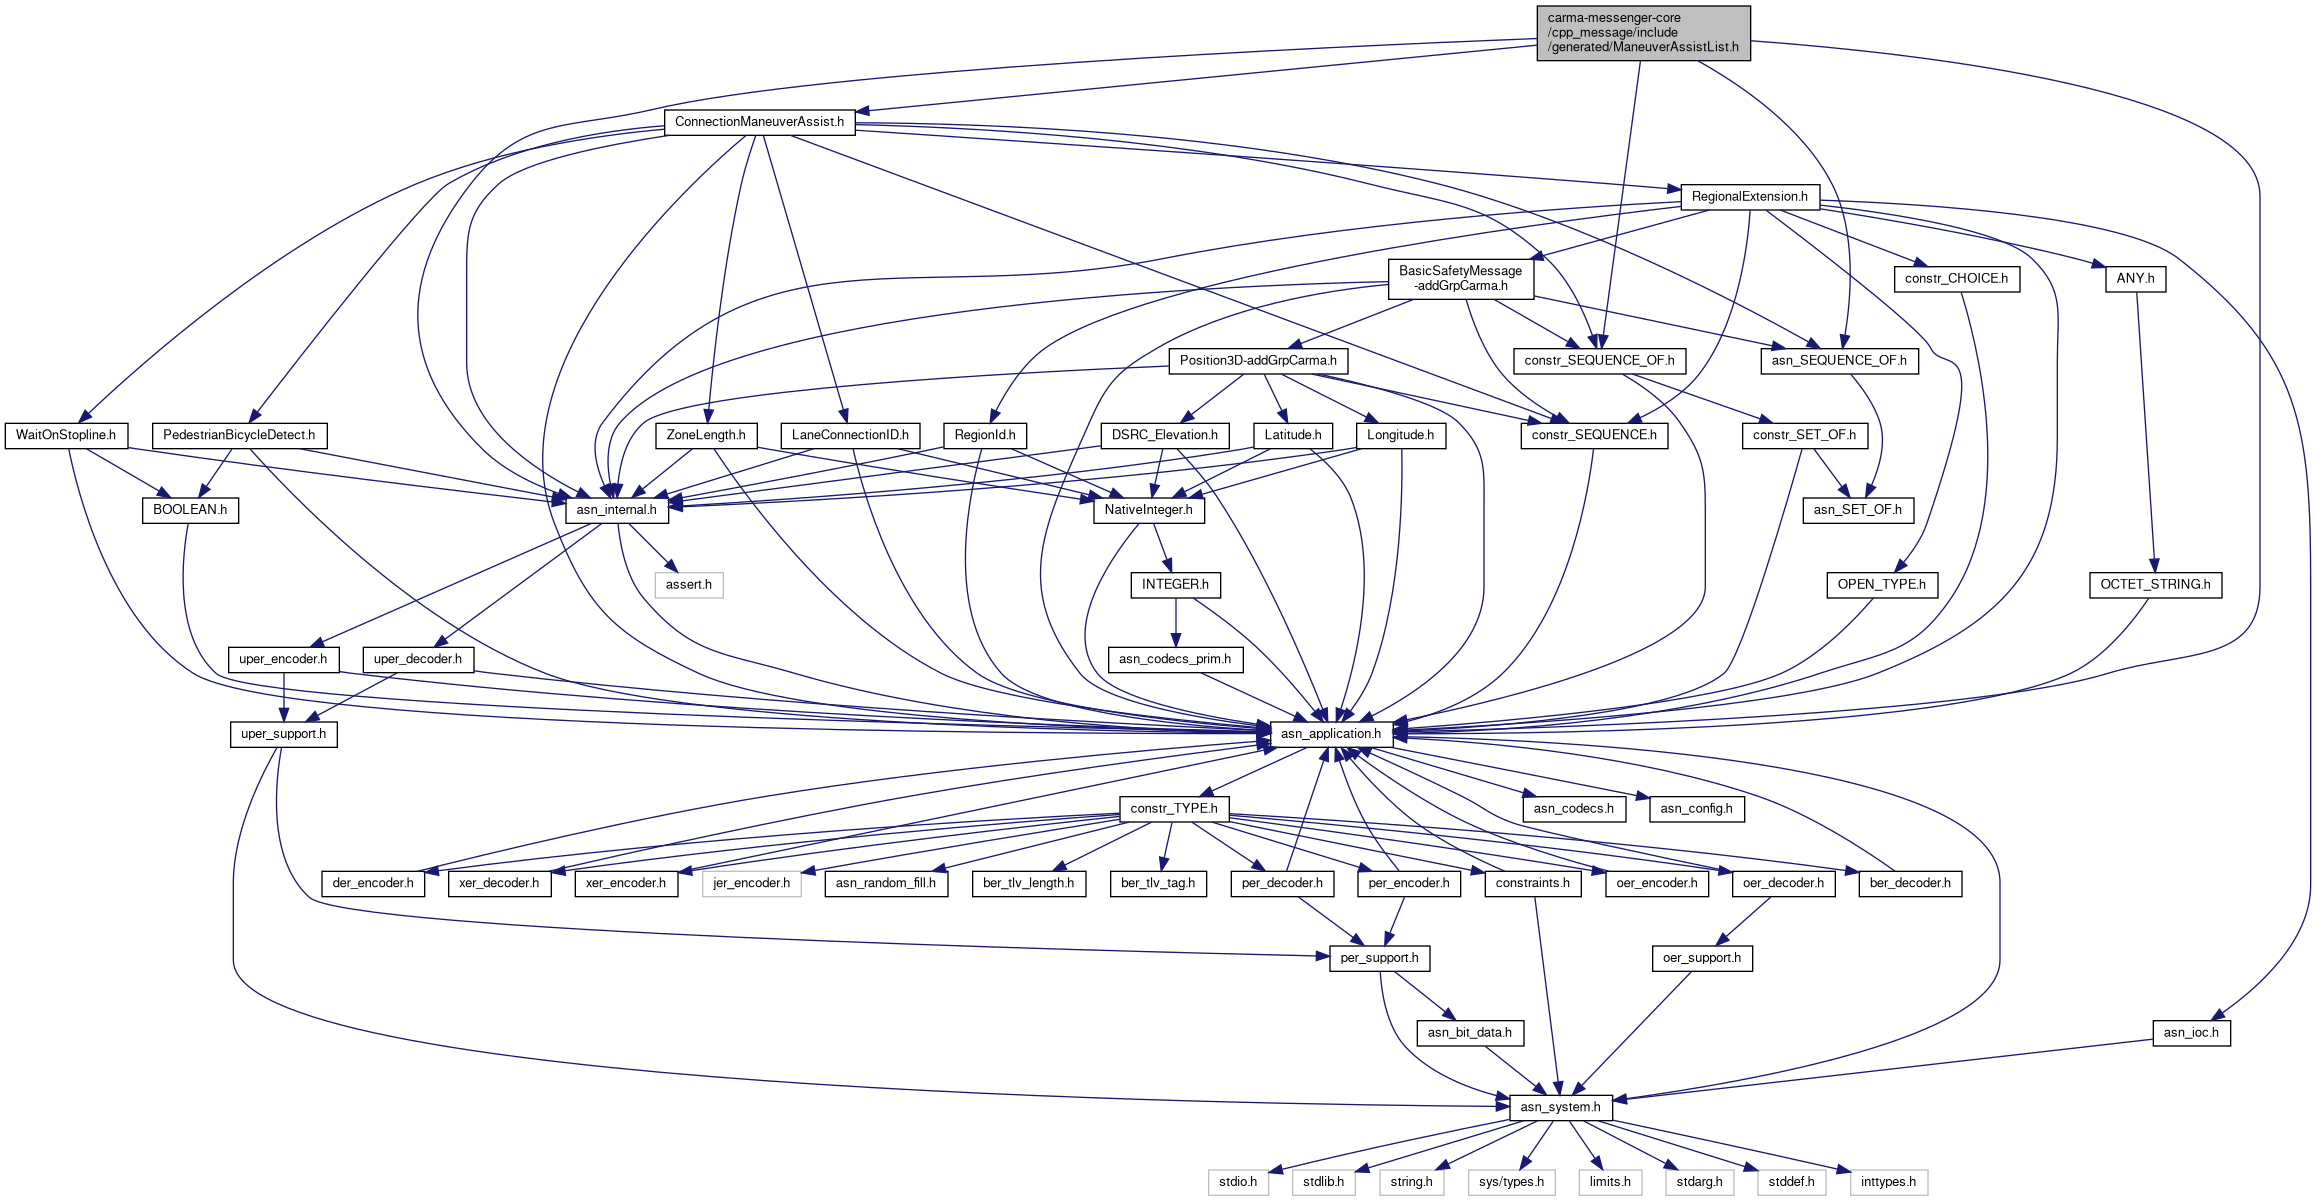 carma-messenger-core
/cpp_message/include
/generated/ManeuverAssistList.h
ConnectionManeuverAssist.h
RegionalExtension.h
BasicSafetyMessage
-addGrpCarma.h
constr_CHOICE.h
ANY.h
Position3D-addGrpCarma.h
constr_SEQUENCE_OF.h
asn_SEQUENCE_OF.h
WaitOnStopline.h
PedestrianBicycleDetect.h
ZoneLength.h
LaneConnectionID.h
RegionId.h
DSRC_Elevation.h
Latitude.h
Longitude.h
constr_SEQUENCE.h
constr_SET_OF.h
BOOLEAN.h
asn_internal.h
NativeInteger.h
asn_SET_OF.h
assert.h
INTEGER.h
OPEN_TYPE.h
OCTET_STRING.h
uper_encoder.h
uper_decoder.h
asn_codecs_prim.h
uper_support.h
asn_application.h
constr_TYPE.h
asn_codecs.h
asn_config.h
der_encoder.h
xer_decoder.h
xer_encoder.h
jer_encoder.h
asn_random_fill.h
ber_tlv_length.h
ber_tlv_tag.h
per_decoder.h
per_encoder.h
constraints.h
oer_encoder.h
oer_decoder.h
ber_decoder.h
per_support.h
oer_support.h
asn_bit_data.h
asn_ioc.h
asn_system.h
stdio.h
stdlib.h
string.h
sys/types.h
limits.h
stdarg.h
stddef.h
inttypes.h